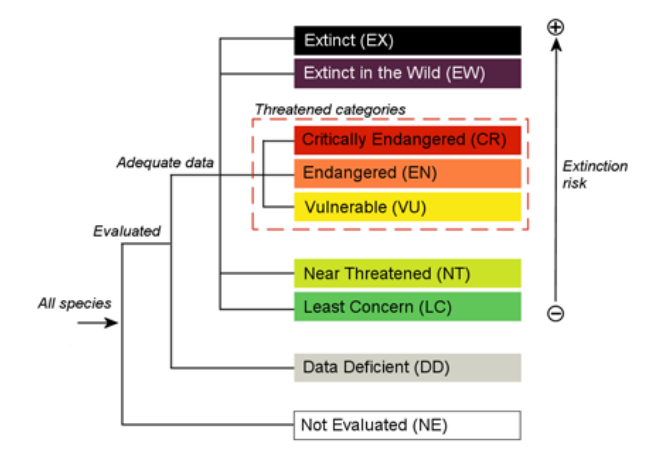 Extinct (EX)
Extinct in the Wild (EW)
Threatened categories
Critically Endangered (CR)
Adequate data
Endangered (EN)
Extinction
risk
Vulnerable (VU)
Evaluated
Near Threatened (NT)
All species
Least Concern (LC)
Data Deficient (DD)
Not Evaluated (NE)